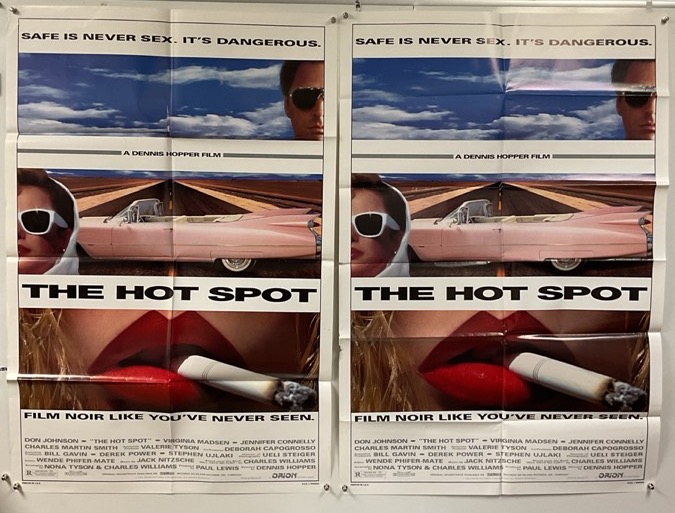 SAFE IS NEVER SEX. IT'S DANGEROUS.
A DENNIS HOPPER FILM
THE HOT SPOT
FILM NOIR LIKE YOU'VE NEVER SEEN.
DON JOHNSON "THE HOT SPOT" VIRGINIA MADSEN JENNIFER CONNELLY
CHARLES MARTIN SMITH VALERIE TYSON DEBORAH CAPOGROSSO
BILL GAVIN DEREK POWER STEPHEN UJLAKI UELI STEIGER
WENDE PHIFER-MATE JACK NITZSCHE CHARLES WILLIAMS
NONA TYSON & CHARLES WILLIAMS PAUL LEWIS DENNIS HOPPER
R
ORION
SAFE IS NEVER SEX. IT'S DANGEROUS.
A DENNIS HOPPER FILM
THE HOT SPOT
FILM NOIR LIKE YOU'VE NEVER SEEN.
DON JOHNSON "THE HOT SPOT" VIRGINIA MADSEN JENNIFER CONNELLY
CHARLES MARTIN SMITH VALERIE TYSON DEBORAH CAPOGROSSO
BILL GAVIN DEREK POWER STEPHEN UJLAKI UELI STEIGER
WENDE PHIFER-MATE JACK NITZSCHE CHARLES WILLIAMS
NONA TYSON & CHARLES WILLIAMS PAUL LEWIS DENNIS HOPPER
R
ORION